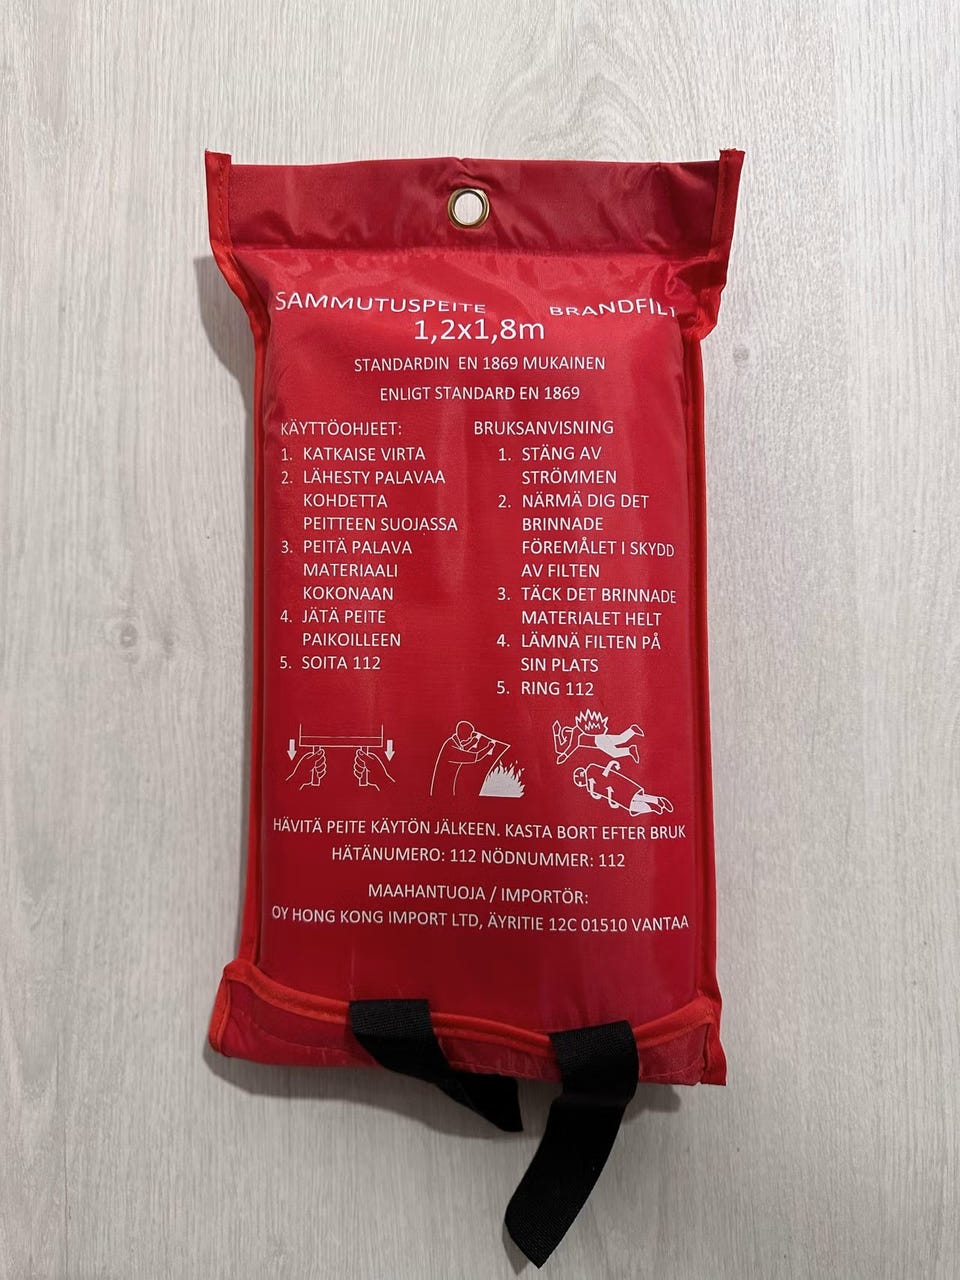 SAMMUTUSPEITE BRANDFILT
1,2x1,8m
STANDARDIN EN 1869 MUKAINEN
ENLIGT STANDARD EN 1869
KÄYTTÖOHJEET:
1. KATKAISE VIRTA
2. LÄHESTY PALAVAA
KOHDETTA
PEITTEEN SUOJASSA
3. PEITÄ PALAVA
MATERIAALI
KOKONAAN
4. JÄTÄ PEITE
PAIKOILLEEN
5. SOITA 112
BRUKSANVISNING
1. STÄNG AV
STRÖMMEN
2. NÄRMÄ DIG DET
BRINNADE
FÖREMÅLET I SKYDD
AV FILTEN
3. TÄCK DET BRINNADE
MATERIALET HELT
4. LÄMNÄ FILTEN PÅ
SIN PLATS
5. RING 112
HÄVITÄ PEITE KÄYTÖN JÄLKEEN. KASTA BORT EFTER BRUK
HÄTÄNUMERO: 112 NÖDNUMMER: 112
MAAHANTUOJA / IMPORTÖR:
OY HONG KONG IMPORT LTD, ÄYRITIE 12C 01510 VANTAA